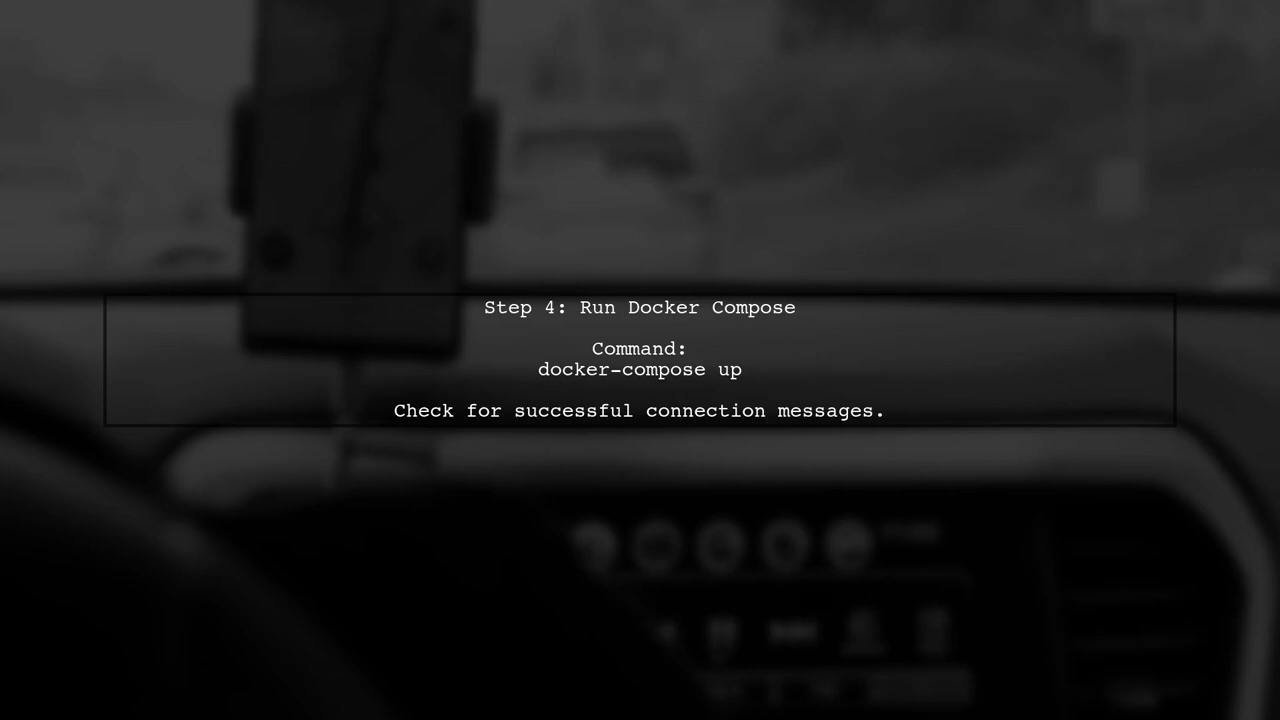 Step 4: Run Docker Compose
Command:
docker-compose up
Check for successful connection messages.